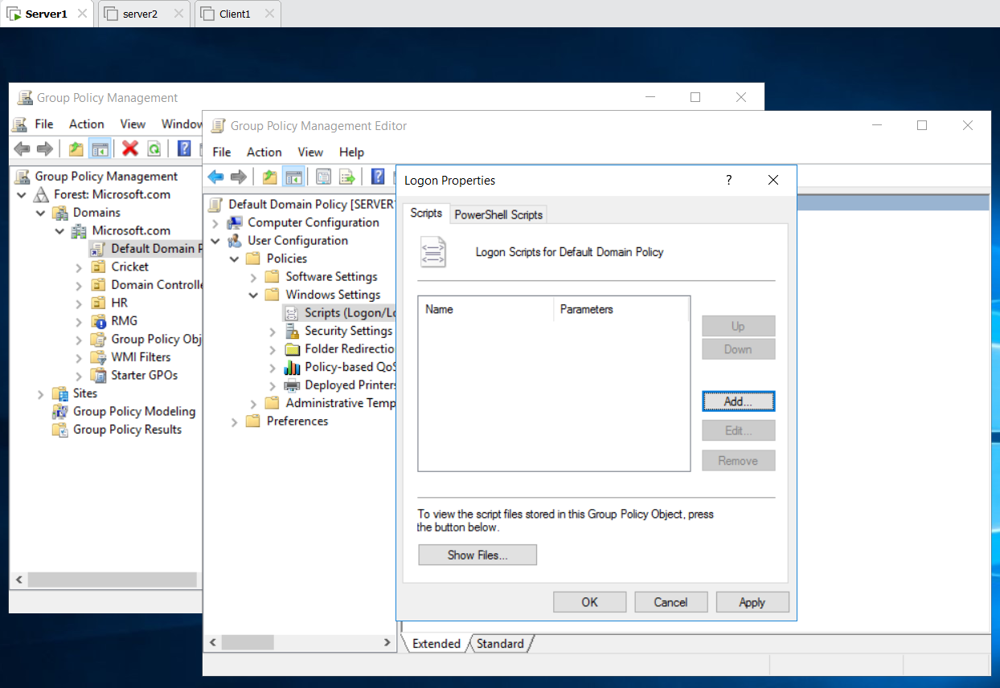 Server1
server2
Client1
Group Policy Management
File Action View Window
Group Policy Management
Forest: Microsoft.com
Domains
Microsoft.com
Default Domain P
Cricket
Domain Controlle
HR
RMG
Group Policy Obj
WMI Filters
Starter GPOs
Sites
Group Policy Modeling
Group Policy Results
Group Policy Management Editor
File Action View Help
Default Domain Policy [SERVER
Computer Configuration
User Configuration
Policies
Software Settings
Windows Settings
Scripts (Logon/Lo
Security Settings
Folder Redirectio
Policy-based QoS
Deployed Printers
Administrative Temp
Preferences
Logon Properties
?
Scripts PowerShell Scripts
Logon Scripts for Default Domain Policy
Name Parameters
Up
Down
Add...
Edit...
Remove
To view the script files stored in this Group Policy Object, press
the button below.
Show Files...
OK Cancel Apply
Extended Standard